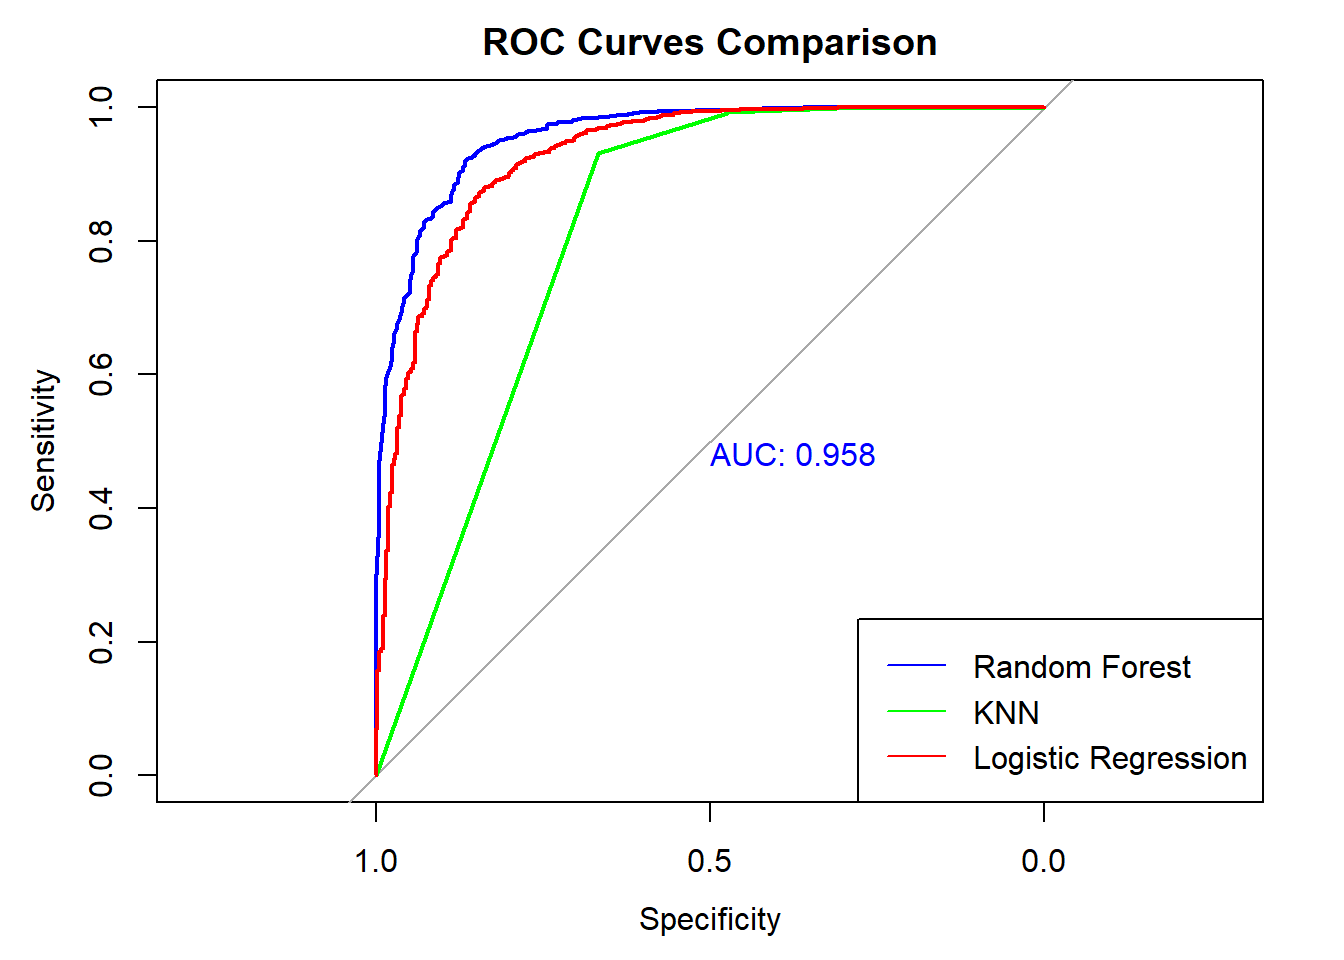 ROC Curves Comparison
Sensitivity
1.0
0.8
0.6
0.4
0.2
0.0
AUC: 0.958
Random Forest
KNN
Logistic Regression
1.0
0.5
0.0
Specificity